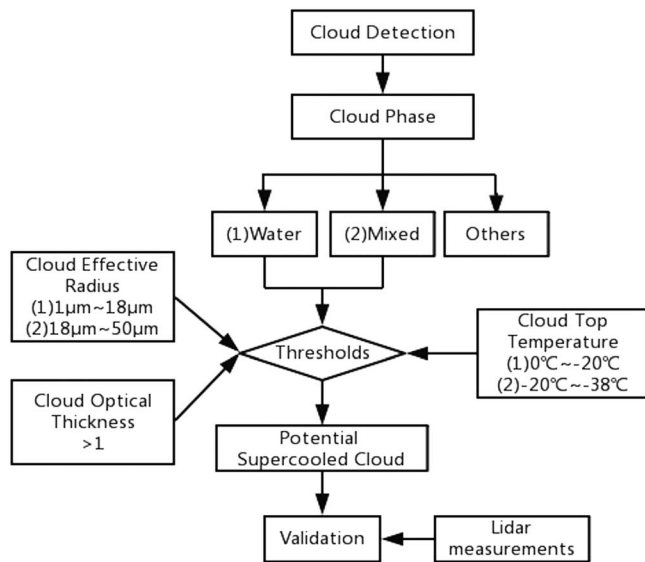 Cloud Detection
Cloud Phase
(1)Water
(2)Mixed
Others
Cloud Effective
Radius
(1)1μm~18μm
(2)18μm~50μm
Thresholds
Cloud Top
Temperature
(1)0℃~-20℃
(2)-20℃~-38℃
Cloud Optical
Thickness
>1
Potential
Supercooled Cloud
Validation
Lidar
measurements